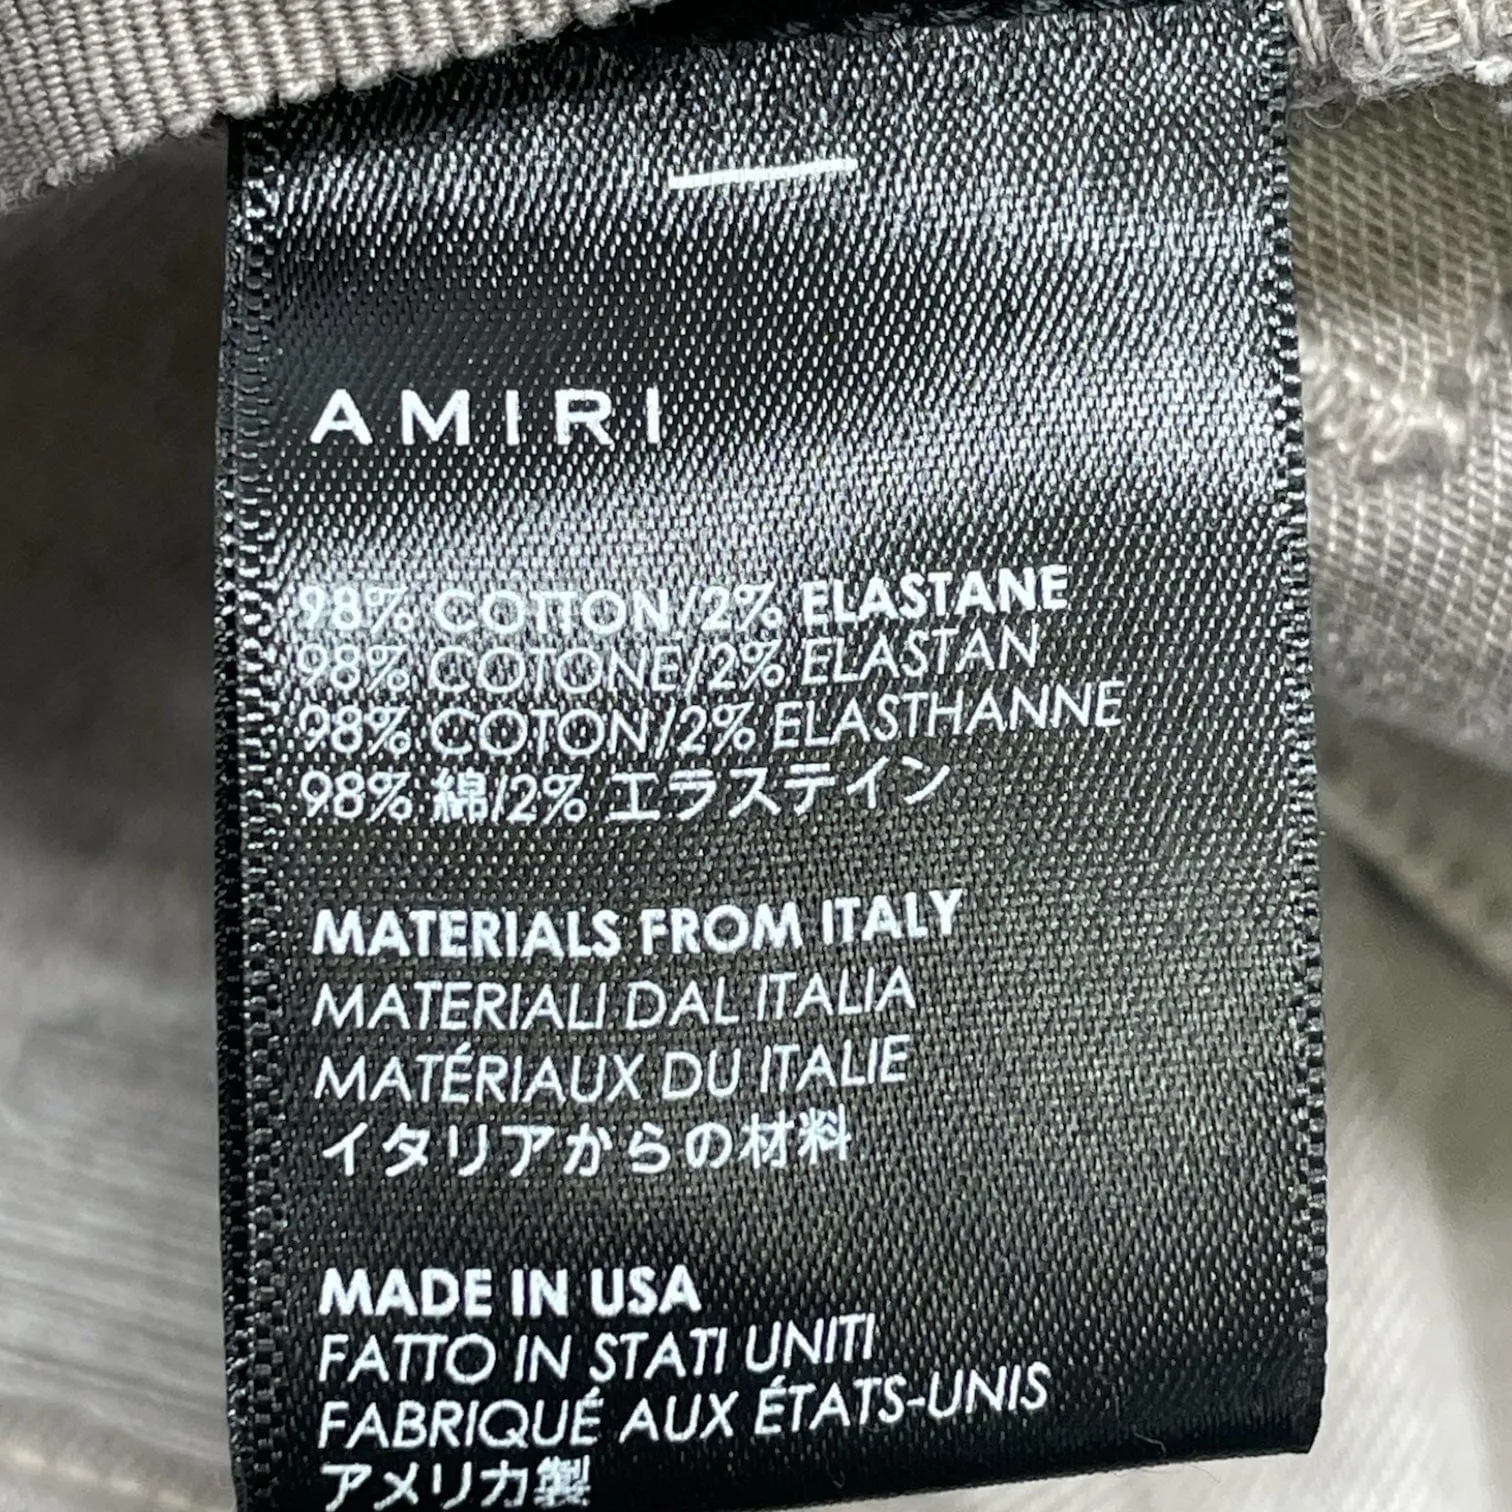 AMIRI
98% COTTON/2% ELASTANE
98% COTONE/2% ELASTAN
98% COTON/2% ELASTHANNE
98% 綿/2% エラステイン
MATERIALS FROM ITALY
MATERIALI DAL ITALIA
MATÉRIAUX DU ITALIE
イタリアからの材料
MADE IN USA
FATTO IN STATI UNITI
FABRIQUÉ AUX ÉTATS-UNIS
アメリカ製